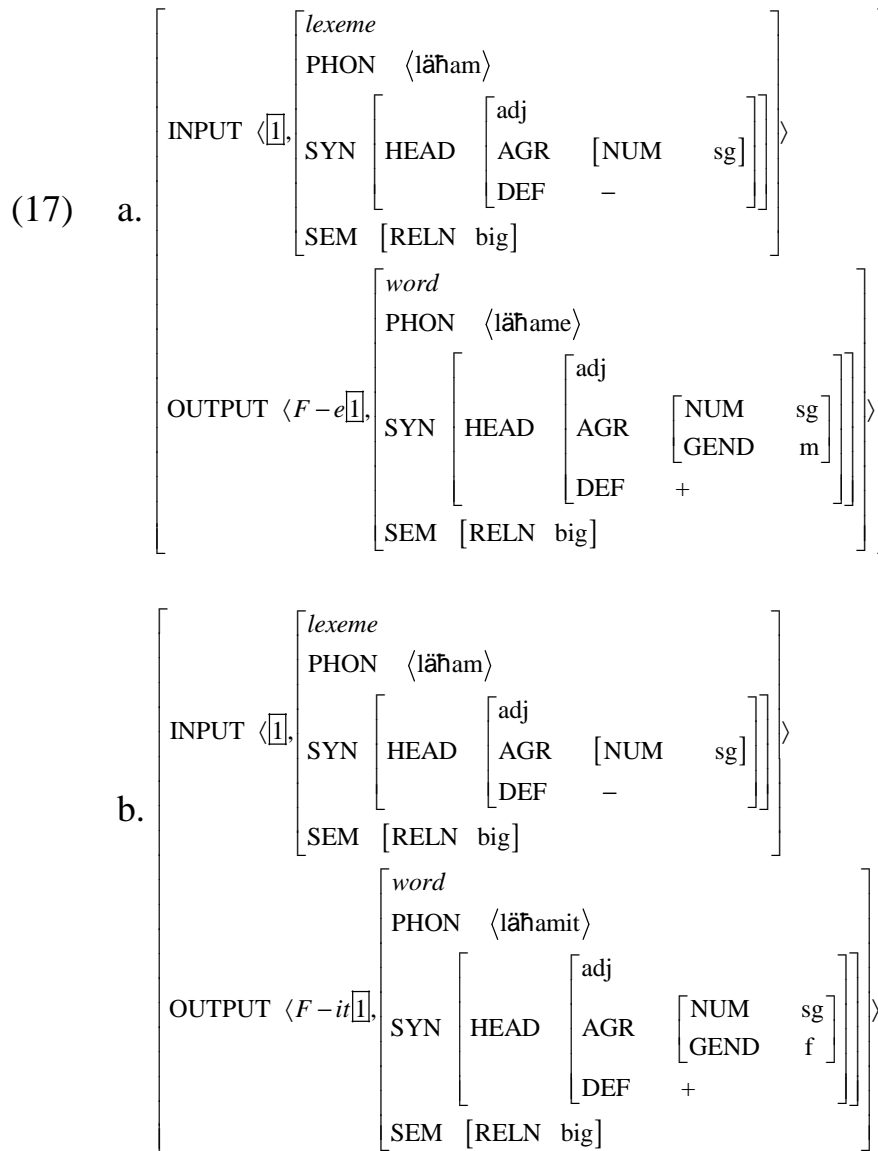 lexeme
PHON ⟨läħam⟩
adj
INPUT ⟨[1], SYN [HEAD [AGR [NUM sg]]]⟩
DEF –
(17) a.
SEM [RELN big]
word
PHON ⟨läħame⟩
adj
NUM sg
OUTPUT ⟨F – e[1], SYN HEAD AGR
GEND m
DEF +
SEM [RELN big]
lexeme
PHON ⟨läħam⟩
adj
INPUT ⟨[1], SYN [HEAD [AGR [NUM sg]]]⟩
DEF –
SEM [RELN big]
b.
word
PHON ⟨läħamit⟩
adj
NUM sg
OUTPUT ⟨F – it[1], SYN HEAD AGR
GEND f
DEF +
SEM [RELN big]